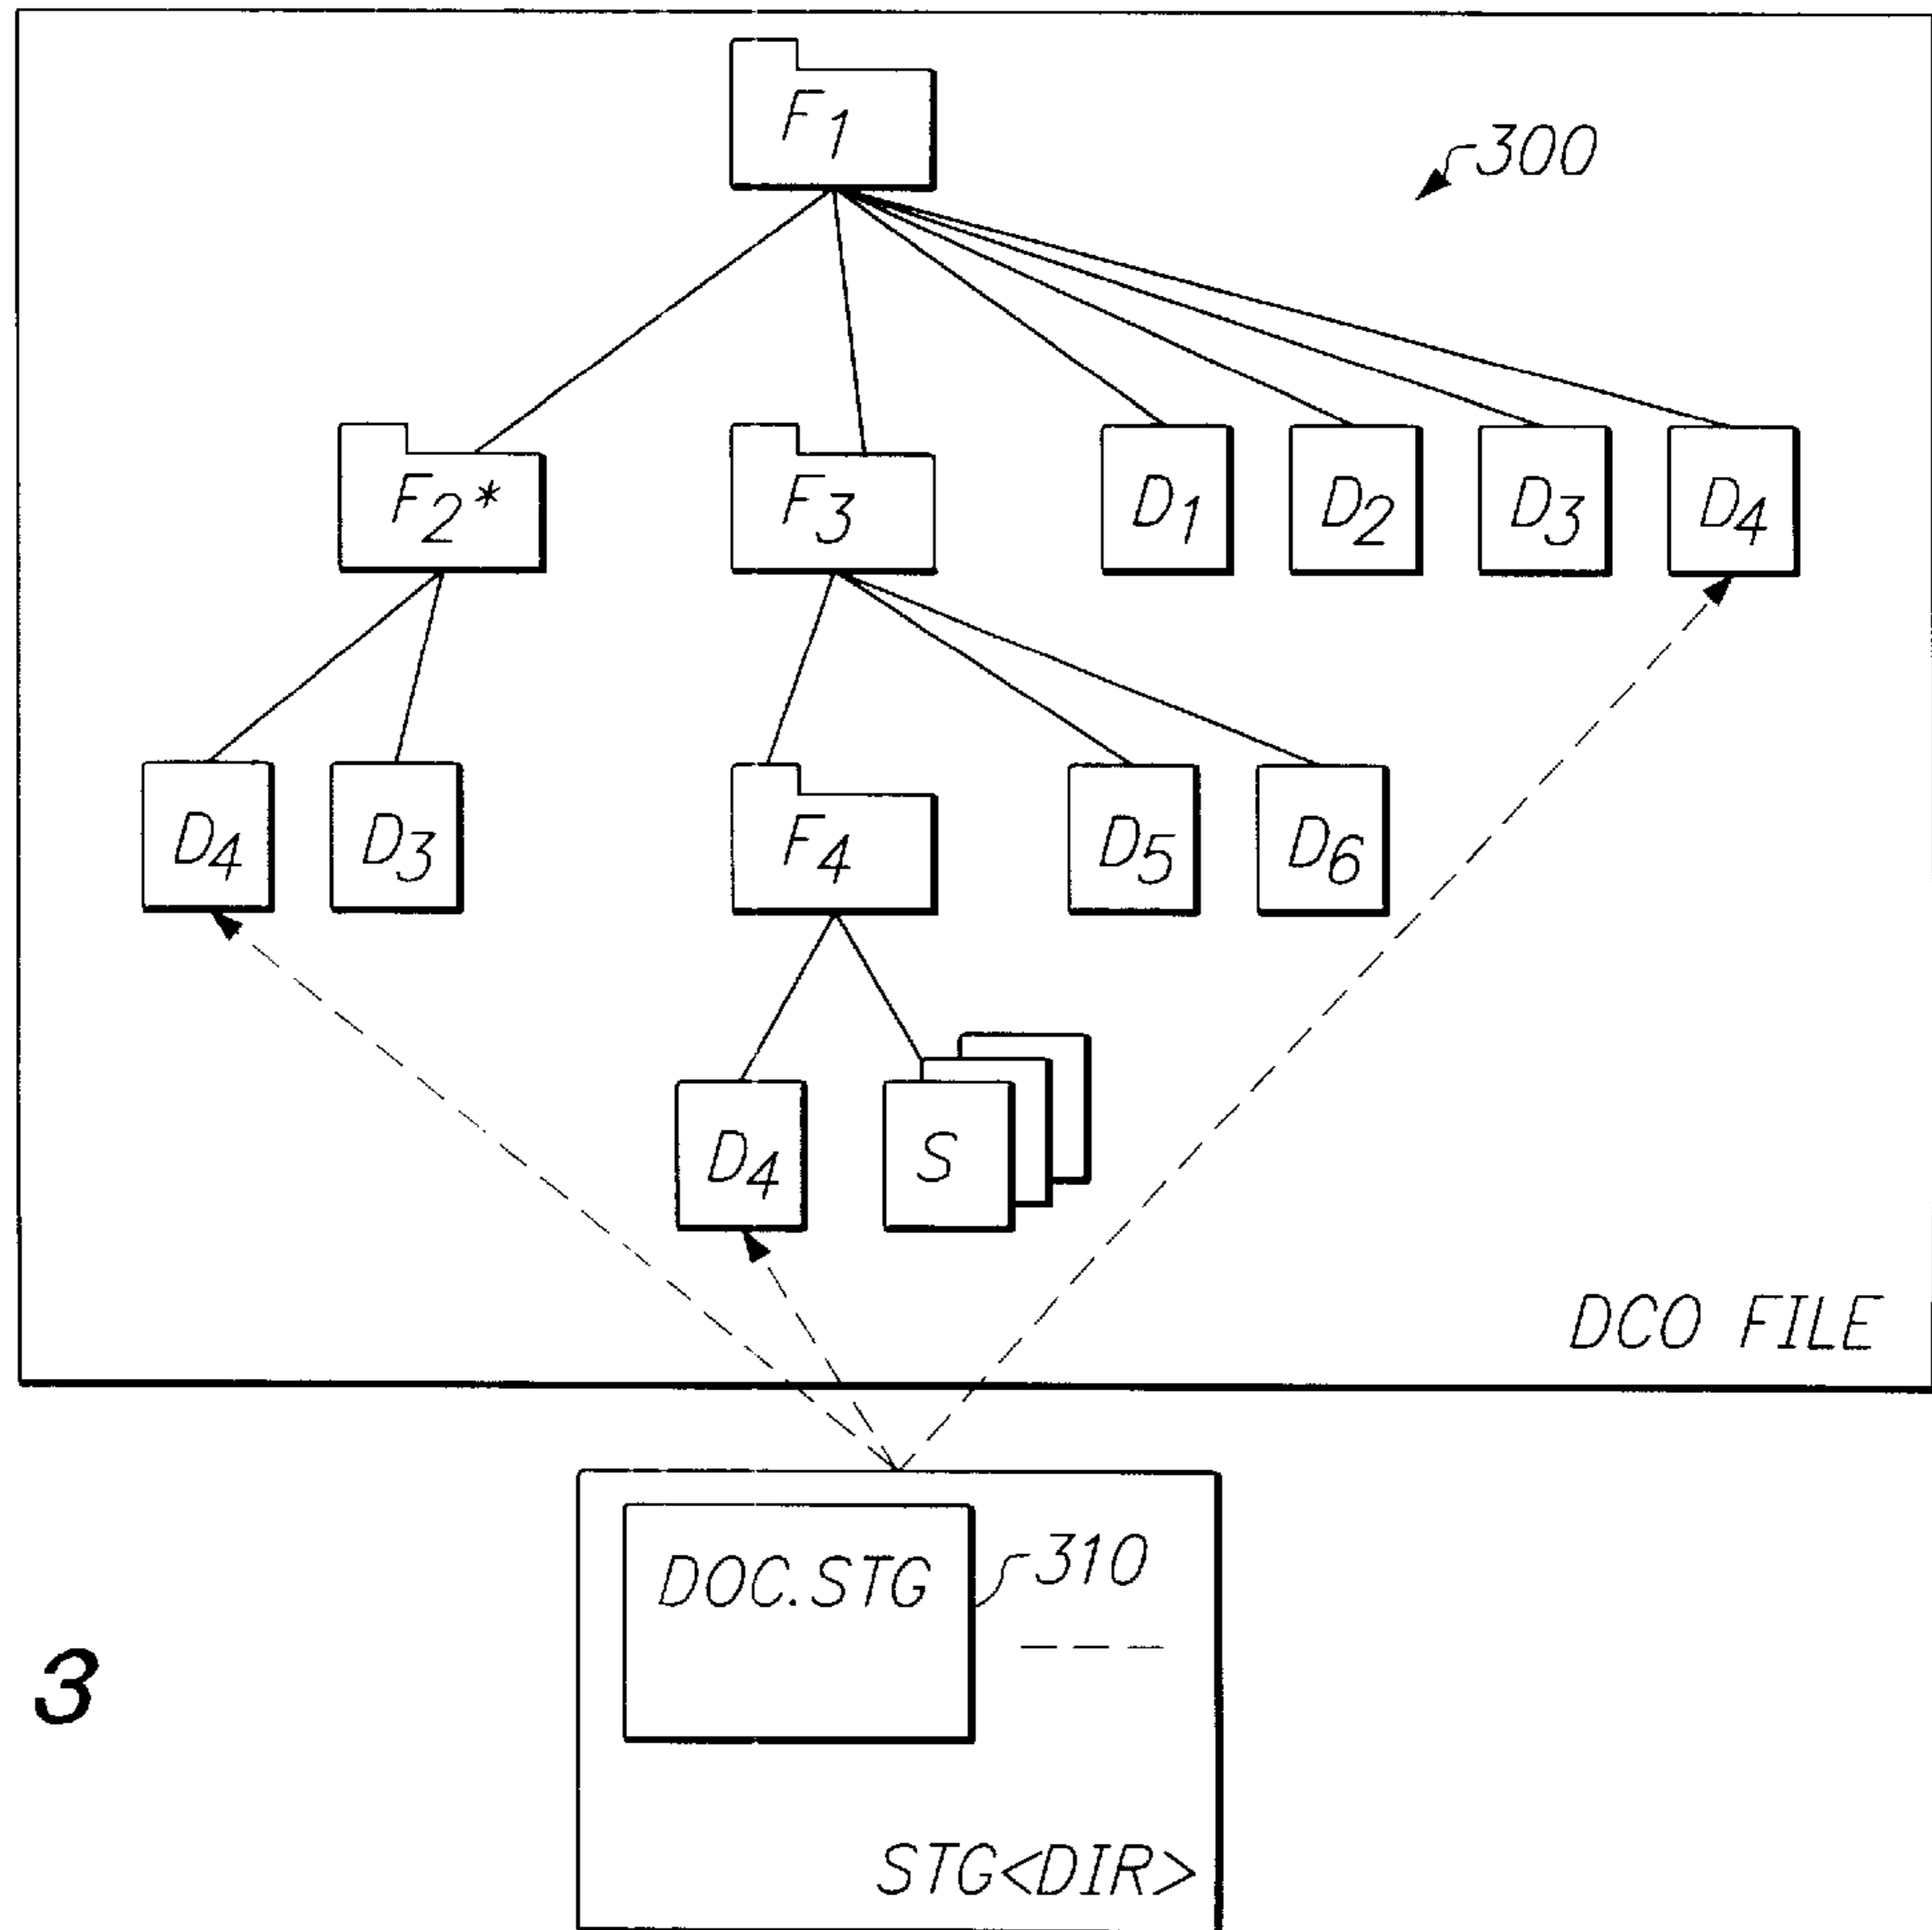 F1
300
F2*
F3
D1
D2
D3
D4
D4
D3
F4
D5
D6
D4
S
DCO FILE
DOC.STG
310
3
STG<DIR>